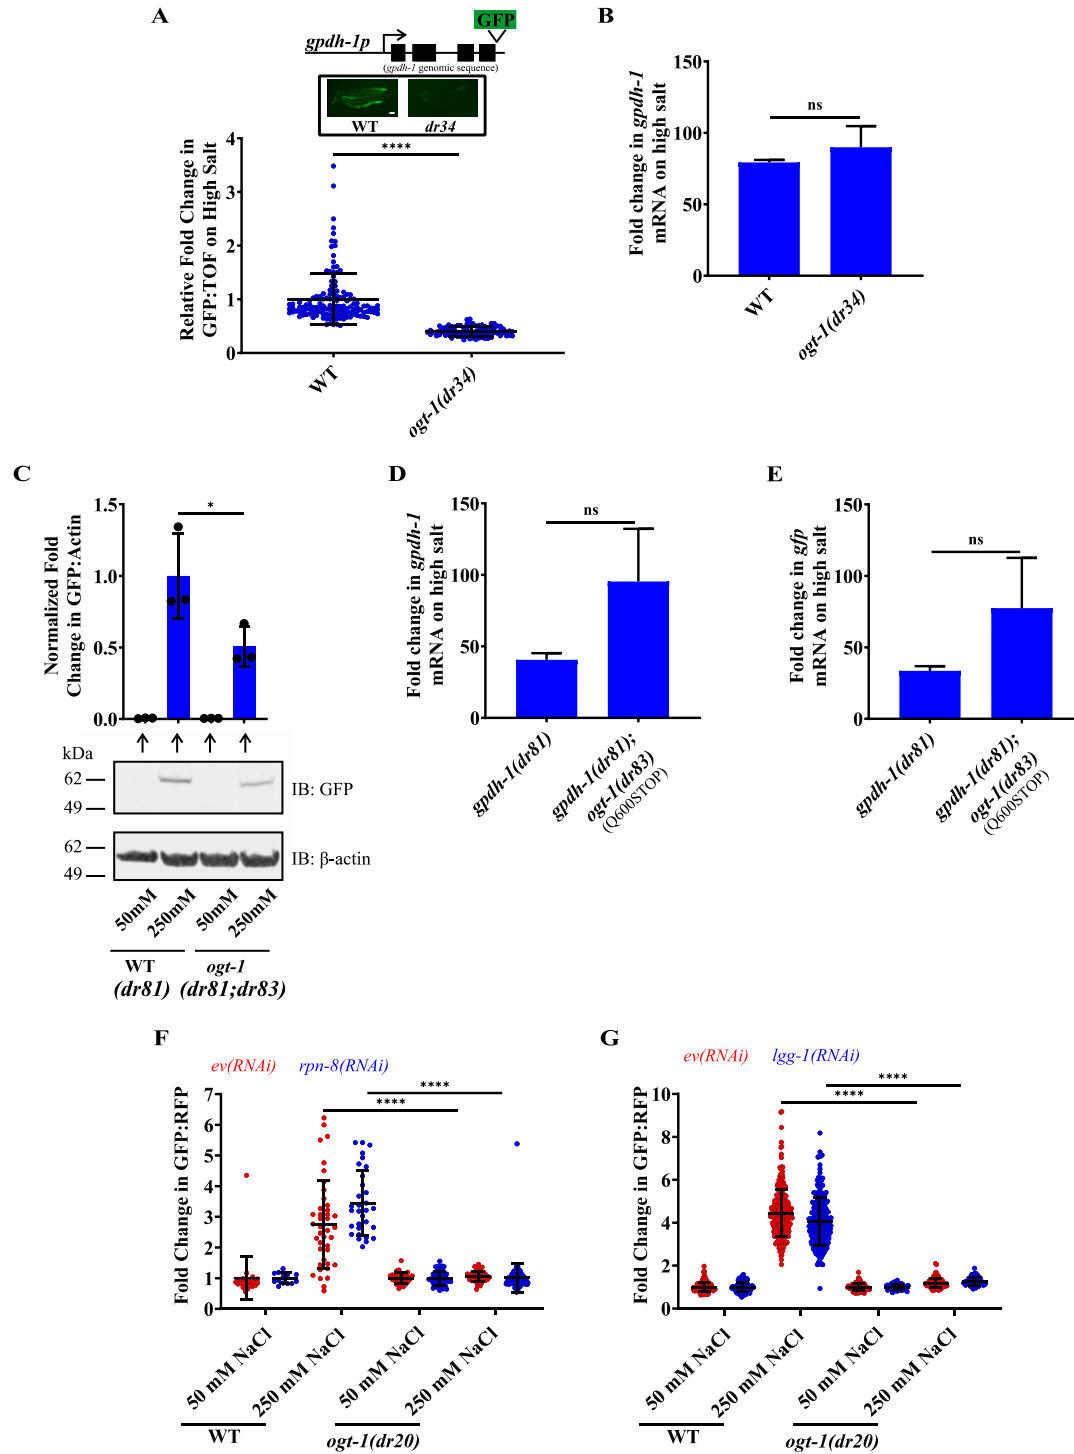 A
GFP
gpdh-1p
(gpdh-1 genomic sequence)
WT
dr34
Relative Fold Change in
GFP:TOF on High Salt
4
3
2
1
0
****
WT
ogt-1(dr34)
B
Fold change in gpdh-1
mRNA on high salt
150
100
50
0
ns
WT
ogt-1(dr34)
C
Normalized Fold
Change in GFP:Actin
1.5
1.0
0.5
0.0
*
kDa
62
49
IB: GFP
62
49
IB: β-actin
50mM
250mM
50mM
250mM
WT
(dr81)
ogt-1
(dr81;dr83)
D
Fold change in gpdh-1
mRNA on high salt
150
100
50
0
ns
gpdh-1(dr81)
gpdh-1(dr81);
ogt-1(dr83)
(Q600STOP)
E
Fold change in gfp
mRNA on high salt
150
100
50
0
ns
gpdh-1(dr81)
gpdh-1(dr81);
ogt-1(dr83)
(Q600STOP)
F
ev(RNAi) rpn-8(RNAi)
Fold Change in GFP:RFP
7
6
5
4
3
2
1
0
****
****
50 mM NaCl
250 mM NaCl
50 mM NaCl
250 mM NaCl
WT
ogt-1(dr20)
G
ev(RNAi) lgg-1(RNAi)
Fold Change in GFP:RFP
10
8
6
4
2
0
****
****
50 mM NaCl
250 mM NaCl
50 mM NaCl
250 mM NaCl
WT
ogt-1(dr20)